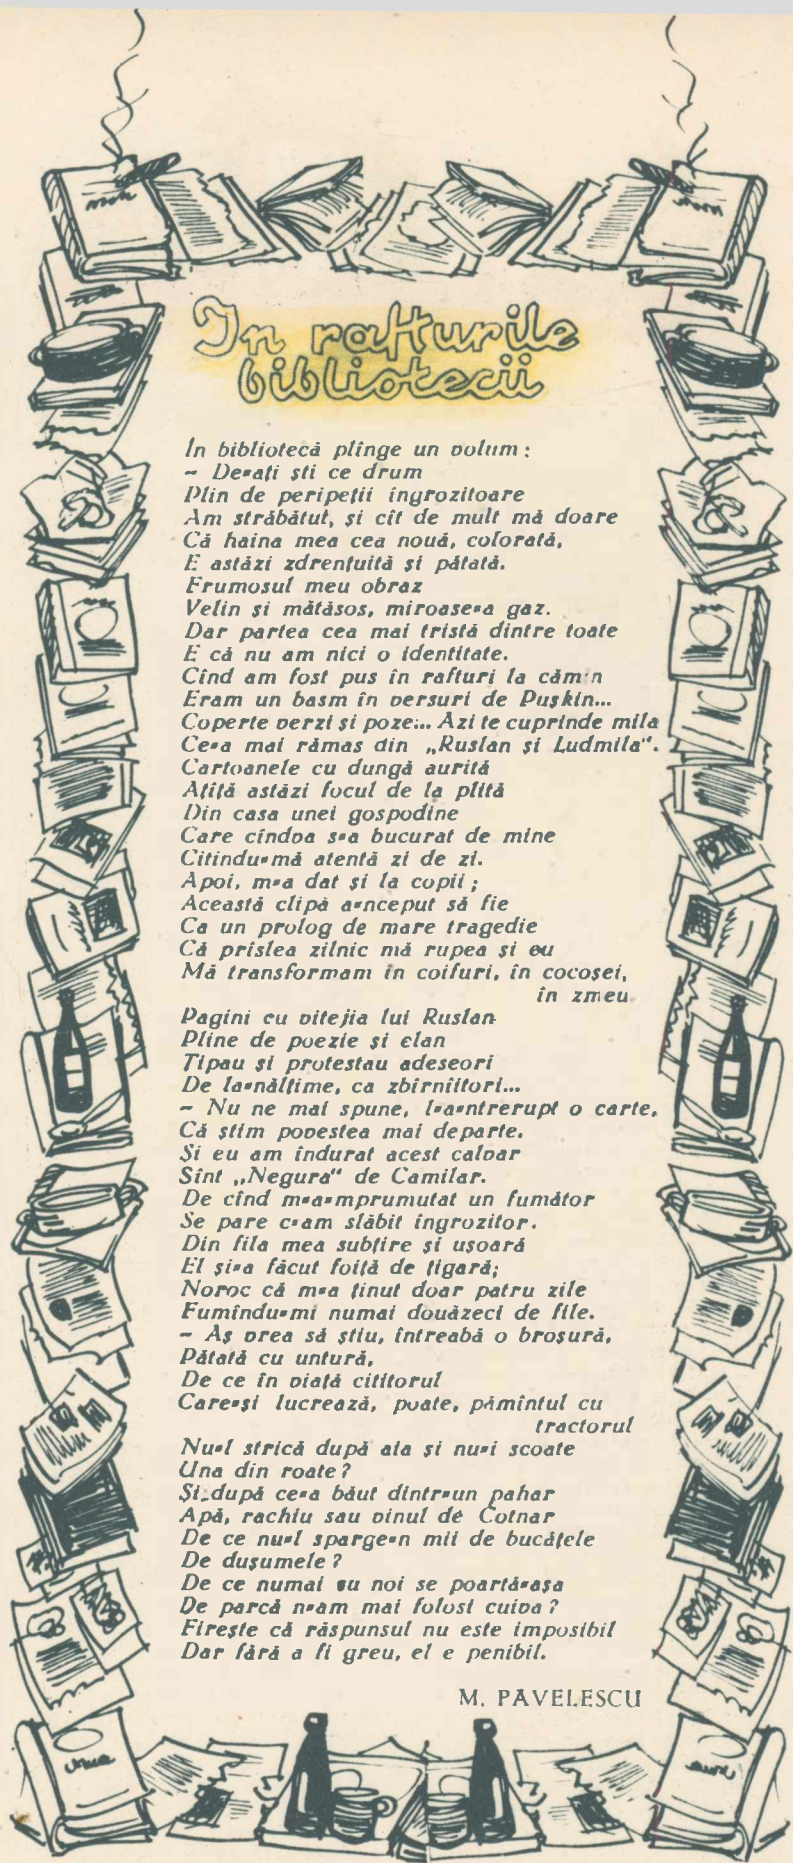 In rafturile
bibliotecii
In bibliotecă plînge un volum:
– De-ați ști ce drum
Plin de peripeții îngrozitoare
Am străbătut, și cît de mult mă doare
Că haina mea cea nouă, colorată,
E astăzi zdrențuită și pătată.
Frumosul meu obraz
Velin și mătăsos, miroase-a gaz.
Dar partea cea mai tristă dintre toate
E că nu am nici o identitate.
Cînd am fost pus în rafturi la cămin
Eram un basm în versuri de Pușkin...
Coperte verzi și poze... Azi te cuprinde mila
Ce-a mai rămas din „Ruslan și Ludmila".
Cartoanele cu dungă aurită
Ațîță astăzi focul de la plită
Din casa unei gospodine
Care cîndva s-a bucurat de mine
Citindu-mă atentă zi de zi.
Apoi, m-a dat și la copii;
Această clipă a-nceput să fie
Ca un prolog de mare tragedie
Că prislea zilnic mă rupea și eu
Mă transformam în coifuri, în cocoșei,
în zmeu.
Pagini cu vitejia lui Ruslan
Pline de poezie și elan
Țipau și protestau adeseori
De la-nălțime, ca zbîrnîitori...
– Nu ne mai spune, l-a-ntrerupt o carte,
Că știm povestea mai departe.
Și eu am îndurat acest calvar
Sînt „Negura" de Camilar.
De cînd m-a-mprumutat un fumător
Se pare c-am slăbit îngrozitor.
Din fila mea subțire și ușoară
El și-a făcut foiță de țigară;
Noroc că m-a ținut doar patru zile
Fumîndu-mi numai douăzeci de file.
– Aș vrea să știu, întreabă o broșură,
Pătată cu untură,
De ce în viață cititorul
Care-și lucrează, poate, pămîntul cu
tractorul
Nu-l strică după aia și nu-i scoate
Una din roate?
Și după ce-a băut dintr-un pahar
Apă, rachiu sau vinul de Cotnar
De ce nu-l sparge-n mii de bucățele
De dușumele?
De ce numai cu noi se poartă-așa
De parcă n-am mai folosi cuiva?
Firește că răspunsul nu este imposibil
Dar fără a fi greu, el e penibil.
M. PAVELESCU